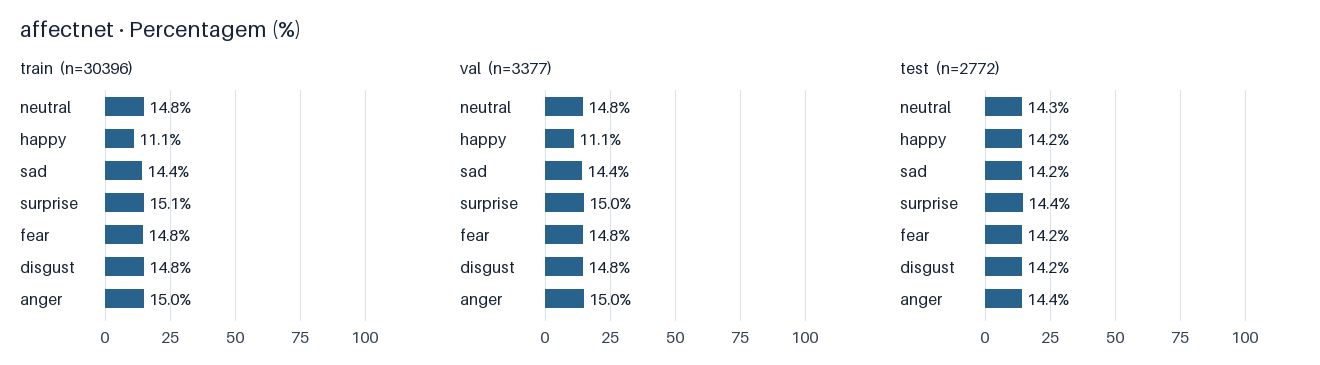 affectnet · Percentagem (%)
train (n=30396)
neutral 14.8%
happy 11.1%
sad 14.4%
surprise 15.1%
fear 14.8%
disgust 14.8%
anger 15.0%
0 25 50 75 100
val (n=3377)
neutral 14.8%
happy 11.1%
sad 14.4%
surprise 15.0%
fear 14.8%
disgust 14.8%
anger 15.0%
0 25 50 75 100
test (n=2772)
neutral 14.3%
happy 14.2%
sad 14.2%
surprise 14.4%
fear 14.2%
disgust 14.2%
anger 14.4%
0 25 50 75 100